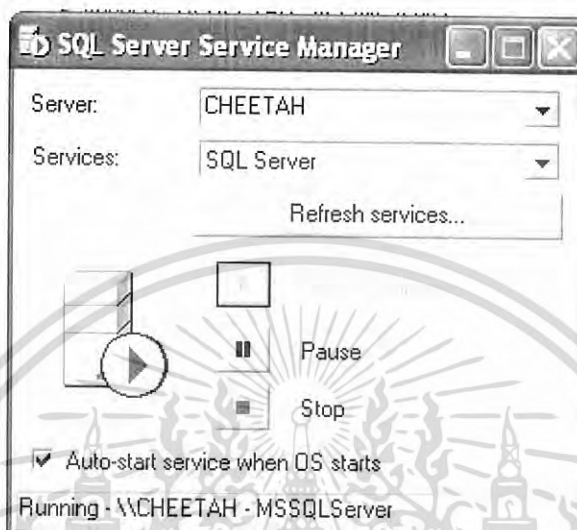 SQL Server Service Manager
Server: CHEETAH
Services: SQL Server
Refresh services...
Pause
Stop
Auto-start service when OS starts
Running - \\CHEETAH - MSSQLServer